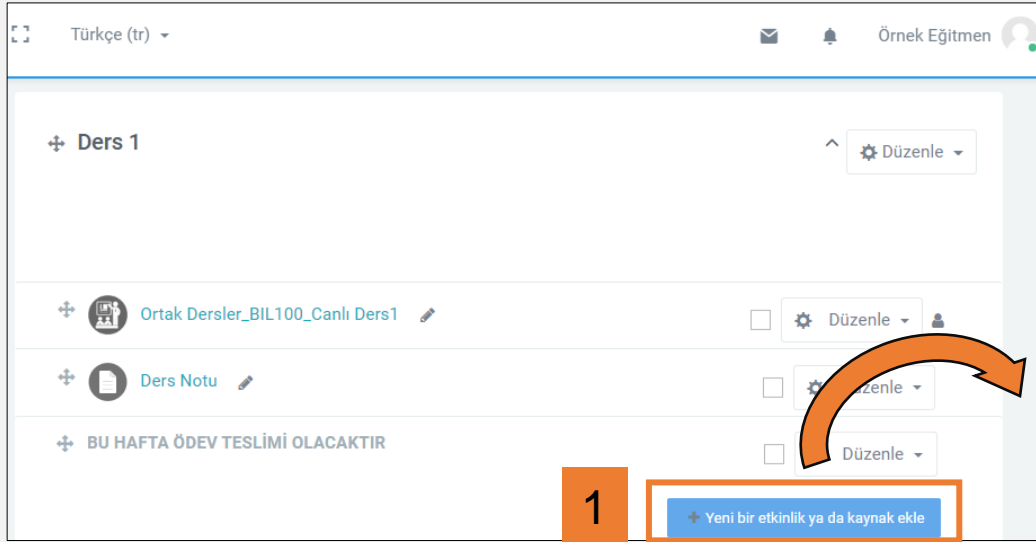 Türkçe (tr)
Örnek Eğitmen
Ders 1
Düzenle
Ortak Dersler_BIL100_Canlı Ders1
Düzenle
Ders Notu
Düzenle
BU HAFTA ÖDEV TESLİMİ OLACAKTIR
Düzenle
1
+ Yeni bir etkinlik ya da kaynak ekle